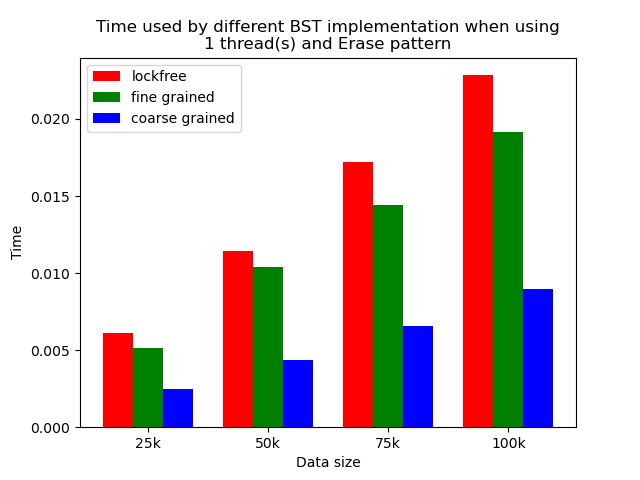 Time used by different BST implementation when using
1 thread(s) and Erase pattern
lockfree
fine grained
coarse grained
0.020
0.015
0.010
0.005
0.000
Time
25k
50k
75k
100k
Data size